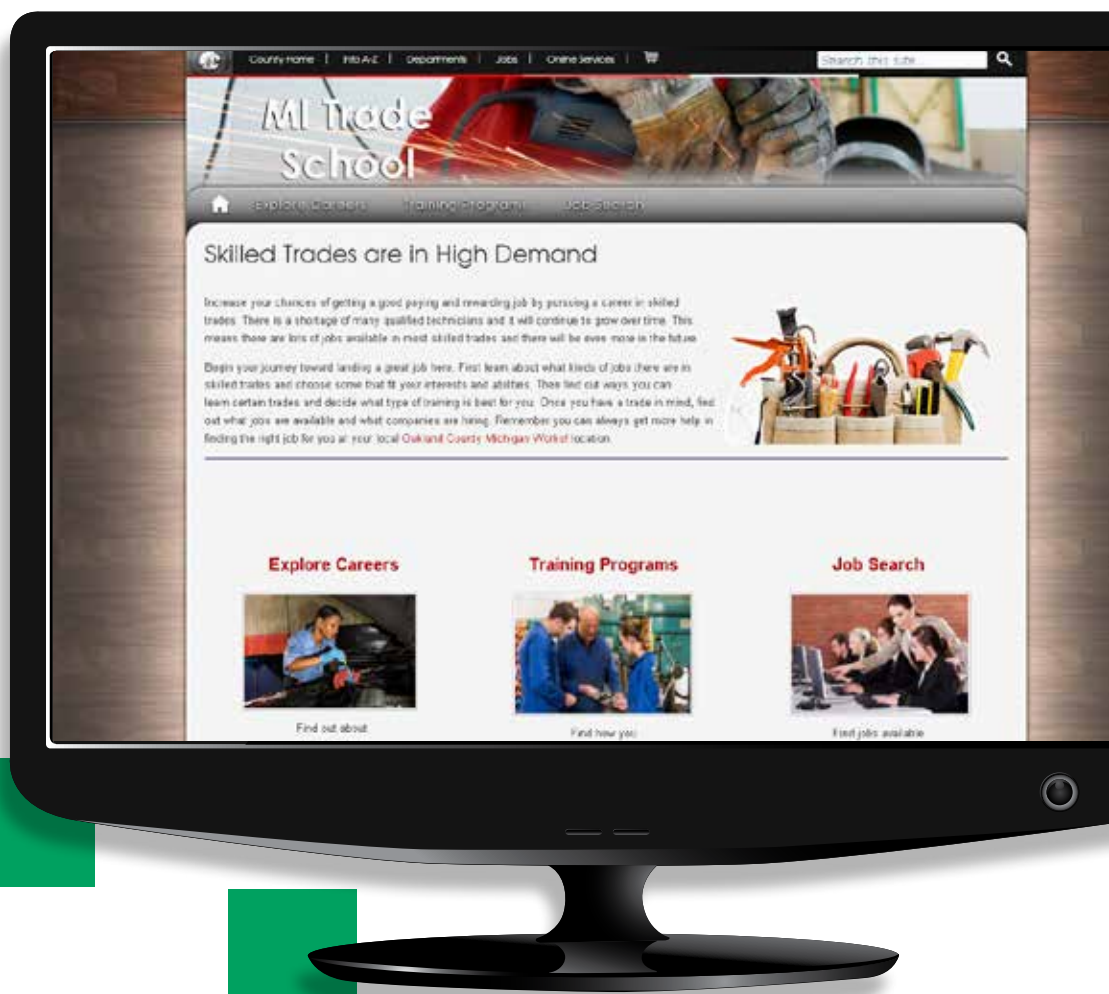 County Home | Info A-Z | Departments | Jobs | Online Services |
Search this site...
MI Trade
School
Explore Careers Training Programs Job Search
Skilled Trades are in High Demand
Increase your chances of getting a good paying and rewarding job by pursuing a career in skilled
trades. There is a shortage of many qualified technicians and it will continue to grow over time. This
means there are lots of jobs available in most skilled trades and there will be even more in the future.
Begin your journey toward landing a great job here. First learn about what kinds of jobs there are in
skilled trades and choose some that fit your interests and abilities. Then find out ways you can
learn certain trades and decide what type of training is best for you. Once you have a trade in mind, find
out what jobs are available and what companies are hiring. Remember you can always get more help in
finding the right job for you at your local Oakland County Michigan Works! location.
Explore Careers
Training Programs
Job Search
Find out about
Find how you
Find jobs available